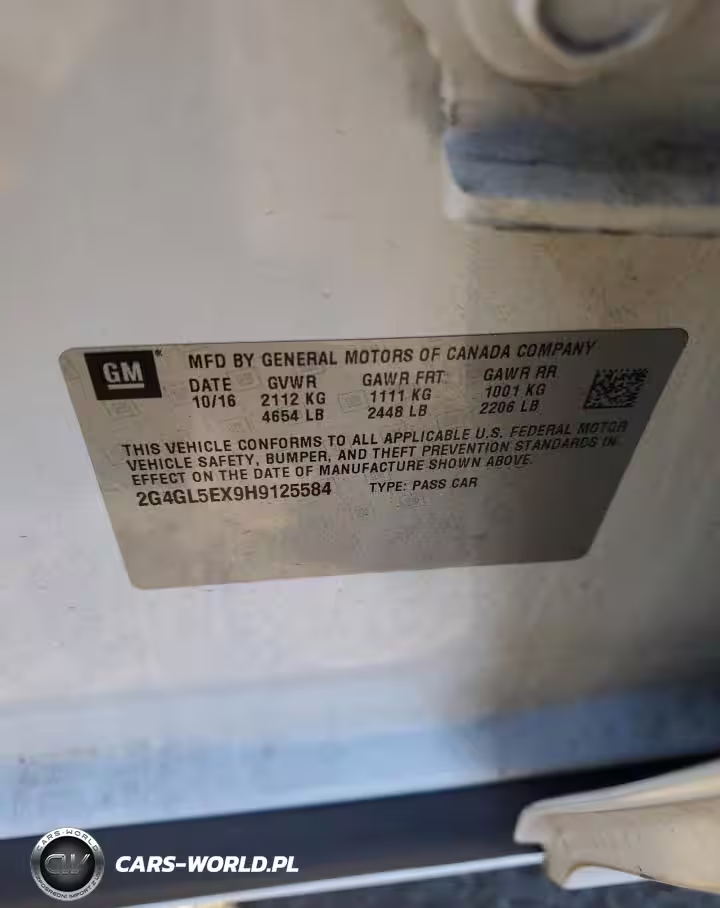 GM
MFD BY GENERAL MOTORS OF CANADA COMPANY
DATE GVWR GAWR FRT GAWR RR
10/16 2112 KG 1111 KG 1001 KG
4654 LB 2448 LB 2206 LB
THIS VEHICLE CONFORMS TO ALL APPLICABLE U.S. FEDERAL MOTOR
VEHICLE SAFETY, BUMPER, AND THEFT PREVENTION STANDARDS IN
EFFECT ON THE DATE OF MANUFACTURE SHOWN ABOVE.
2G4GL5EX9H9125584 TYPE: PASS CAR
CARS-WORLD
CW
CARS-WORLD.PL